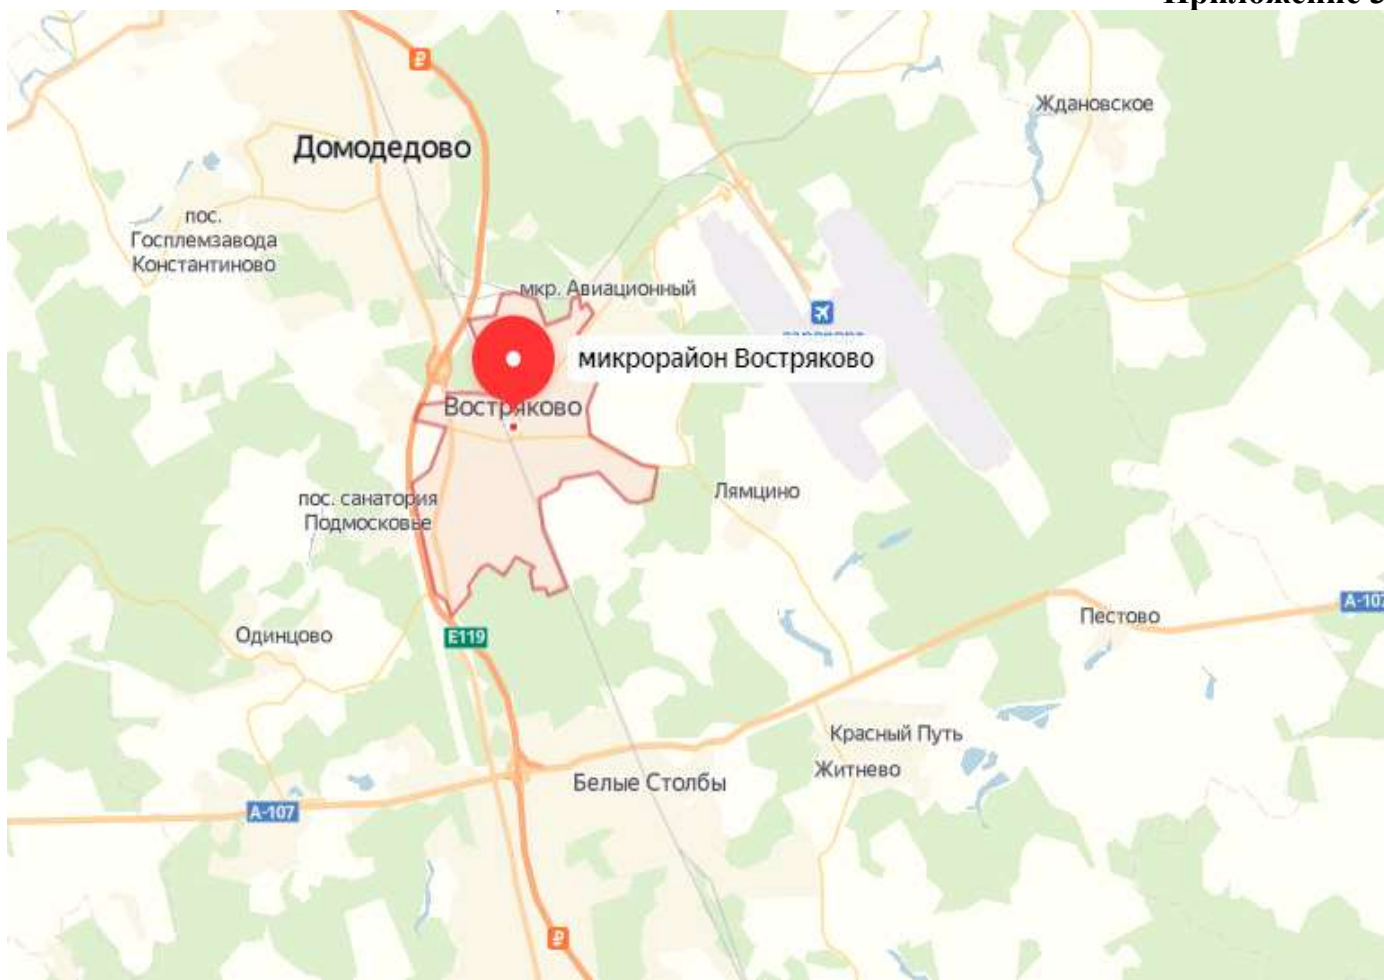 Приложение 3
₽
Ждановское
Домодедово
пос.
Госплемзавода
Константиново
мкр. Авиационный
микрорайон Востряково
Востряково
пос. санатория
Подмосковье
Лямцино
А-107
Пестово
Одинцово
E119
Красный Путь
Житнево
Белые Столбы
А-107
₽